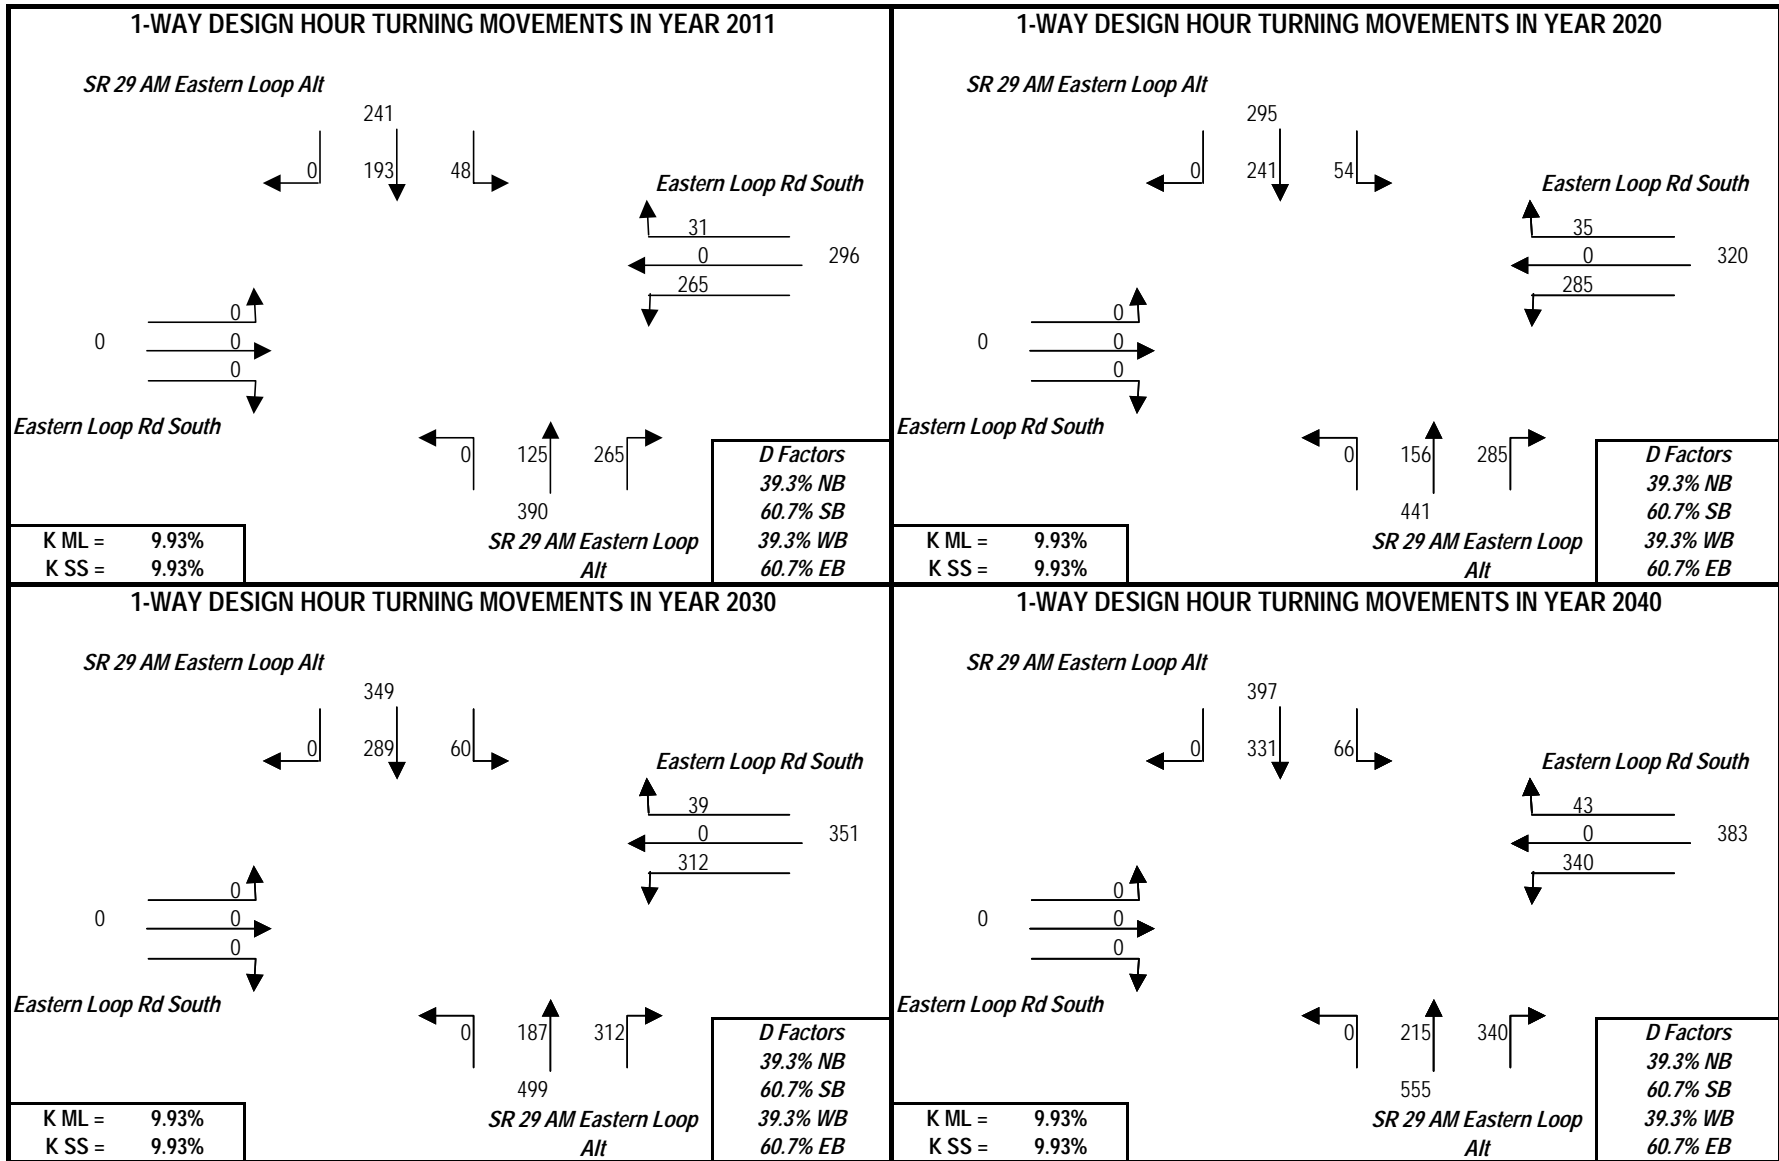 1-WAY DESIGN HOUR TURNING MOVEMENTS IN YEAR 2011
SR 29 AM Eastern Loop Alt
241
0 193 48
Eastern Loop Rd South
31
0 296
265
0
0 0
0
Eastern Loop Rd South
0 125 265
390
SR 29 AM Eastern Loop
Alt
D Factors
39.3% NB
60.7% SB
39.3% WB
60.7% EB
K ML = 9.93%
K SS = 9.93%
1-WAY DESIGN HOUR TURNING MOVEMENTS IN YEAR 2020
SR 29 AM Eastern Loop Alt
295
0 241 54
Eastern Loop Rd South
35
0 320
285
0
0 0
0
Eastern Loop Rd South
0 156 285
441
SR 29 AM Eastern Loop
Alt
D Factors
39.3% NB
60.7% SB
39.3% WB
60.7% EB
K ML = 9.93%
K SS = 9.93%
1-WAY DESIGN HOUR TURNING MOVEMENTS IN YEAR 2030
SR 29 AM Eastern Loop Alt
349
0 289 60
Eastern Loop Rd South
39
0 351
312
0
0 0
0
Eastern Loop Rd South
0 187 312
499
SR 29 AM Eastern Loop
Alt
D Factors
39.3% NB
60.7% SB
39.3% WB
60.7% EB
K ML = 9.93%
K SS = 9.93%
1-WAY DESIGN HOUR TURNING MOVEMENTS IN YEAR 2040
SR 29 AM Eastern Loop Alt
397
0 331 66
Eastern Loop Rd South
43
0 383
340
0
0 0
0
Eastern Loop Rd South
0 215 340
555
SR 29 AM Eastern Loop
Alt
D Factors
39.3% NB
60.7% SB
39.3% WB
60.7% EB
K ML = 9.93%
K SS = 9.93%